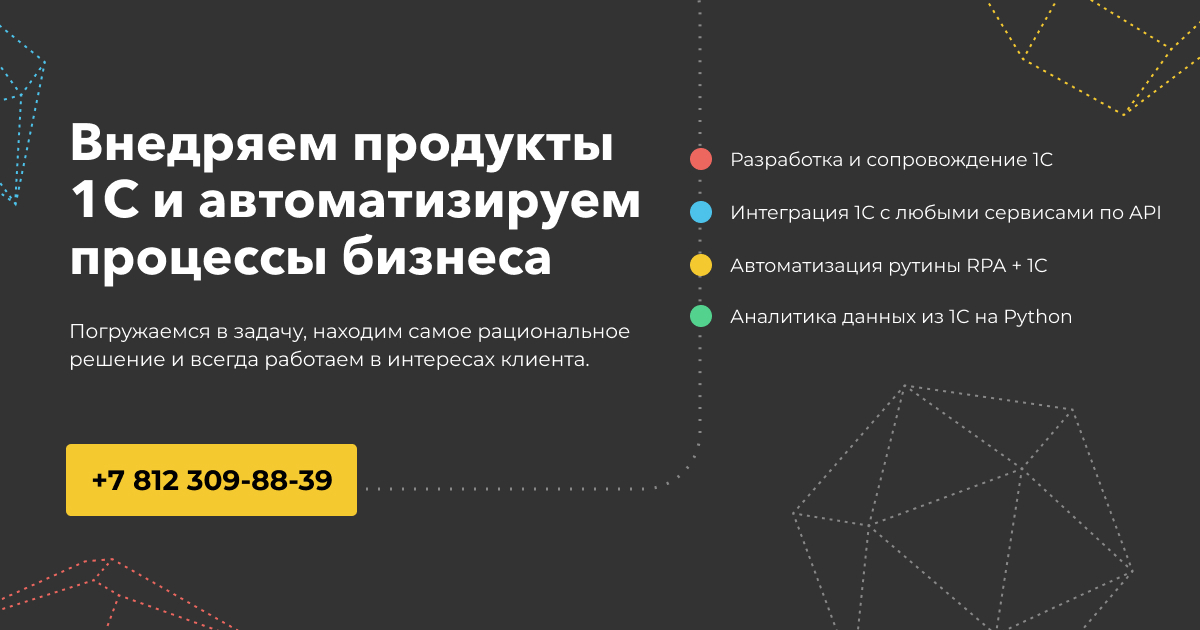 Внедряем продукты
1С и автоматизируем
процессы бизнеса
Погружаемся в задачу, находим самое рациональное
решение и всегда работаем в интересах клиента.
+7 812 309-88-39
Разработка и сопровождение 1С
Интеграция 1С с любыми сервисами по API
Автоматизация рутины RPA + 1С
Аналитика данных из 1С на Python